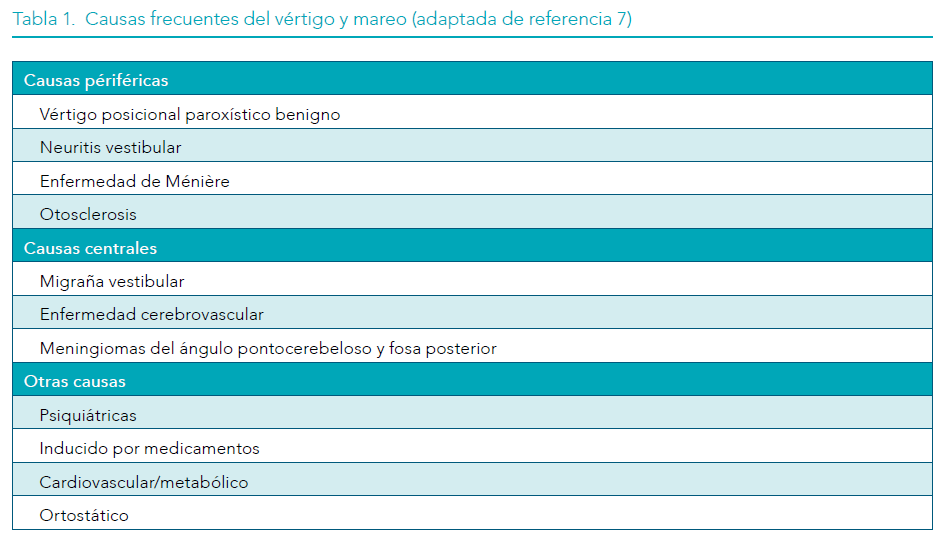 Tabla 1. Causas frecuentes del vértigo y mareo (adaptada de referencia 7)
Causas périféricas
Vértigo posicional paroxístico benigno
Neuritis vestibular
Enfermedad de Ménière
Otosclerosis
Causas centrales
Migraña vestibular
Enfermedad cerebrovascular
Meningiomas del ángulo pontocerebeloso y fosa posterior
Otras causas
Psiquiátricas
Inducido por medicamentos
Cardiovascular/metabólico
Ortostático